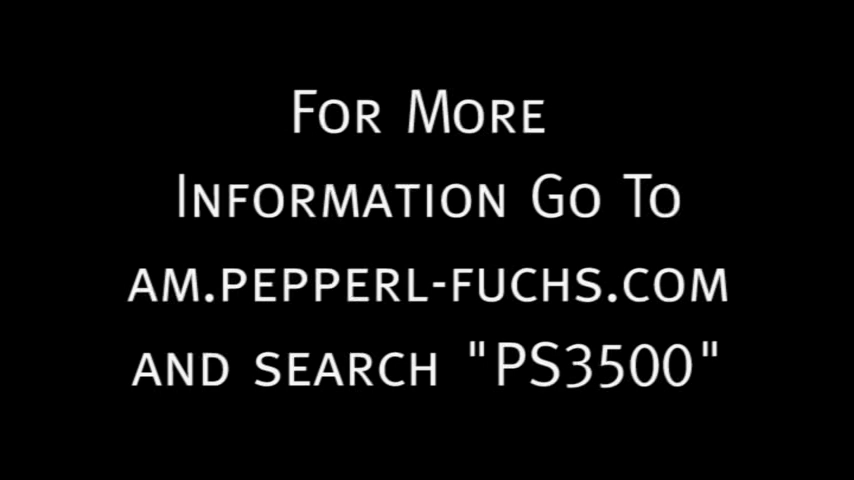 For More
Information Go To
am.pepperl-fuchs.com
and search "PS3500"